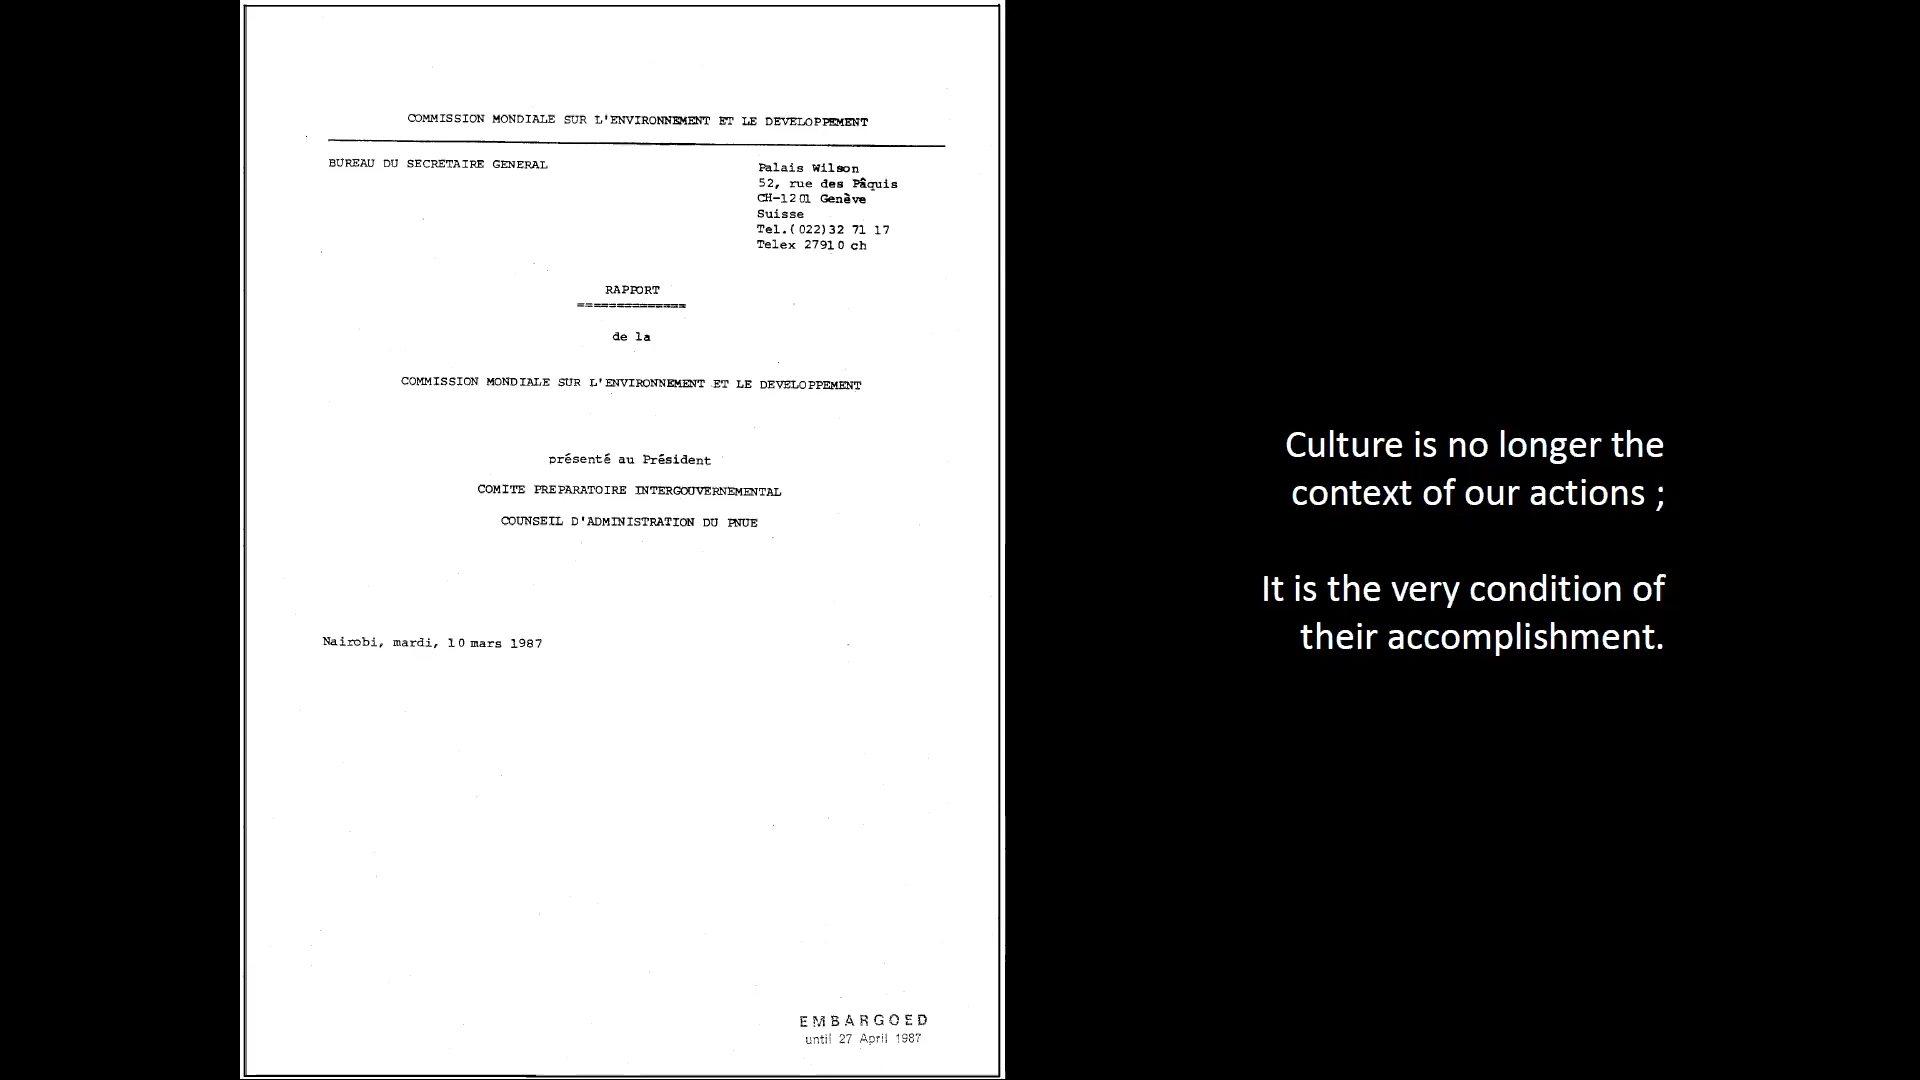 COMMISSION MONDIALE SUR L'ENVIRONNEMENT ET LE DEVELOPPEMENT
BUREAU DU SECRETAIRE GENERAL
Palais Wilson
52, rue des Pâquis
CH-1201 Genève
Suisse
Tel.(022)32 71 17
Telex 27910 ch
RAPPORT
==============
de la
COMMISSION MONDIALE SUR L'ENVIRONNEMENT ET LE DEVELOPPEMENT
présenté au Président
COMITE PREPARATOIRE INTERGOUVERNEMENTAL
COUNSEIL D'ADMINISTRATION DU PNUE
Nairobi, mardi, 10 mars 1987
EMBARGOED
until 27 April 1987
Culture is no longer the
context of our actions ;
It is the very condition of
their accomplishment.